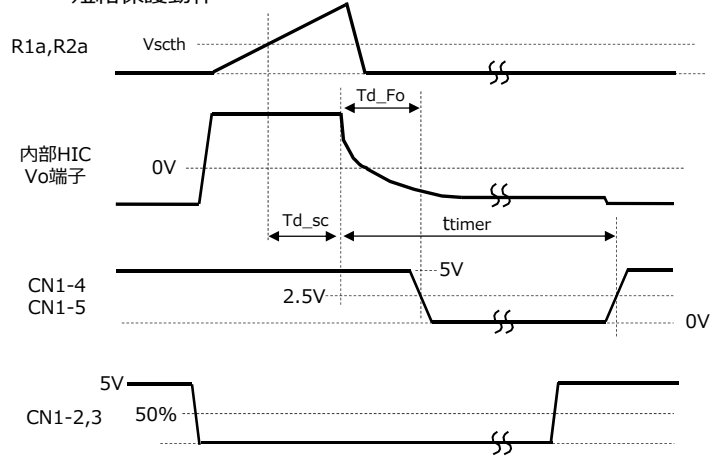 短絡保護動作
R1a,R2a
Vscth
Td_Fo
内部HIC
Vo端子
0V
Td_sc
ttimer
CN1-4
CN1-5
5V
2.5V
0V
5V
CN1-2,3
50%